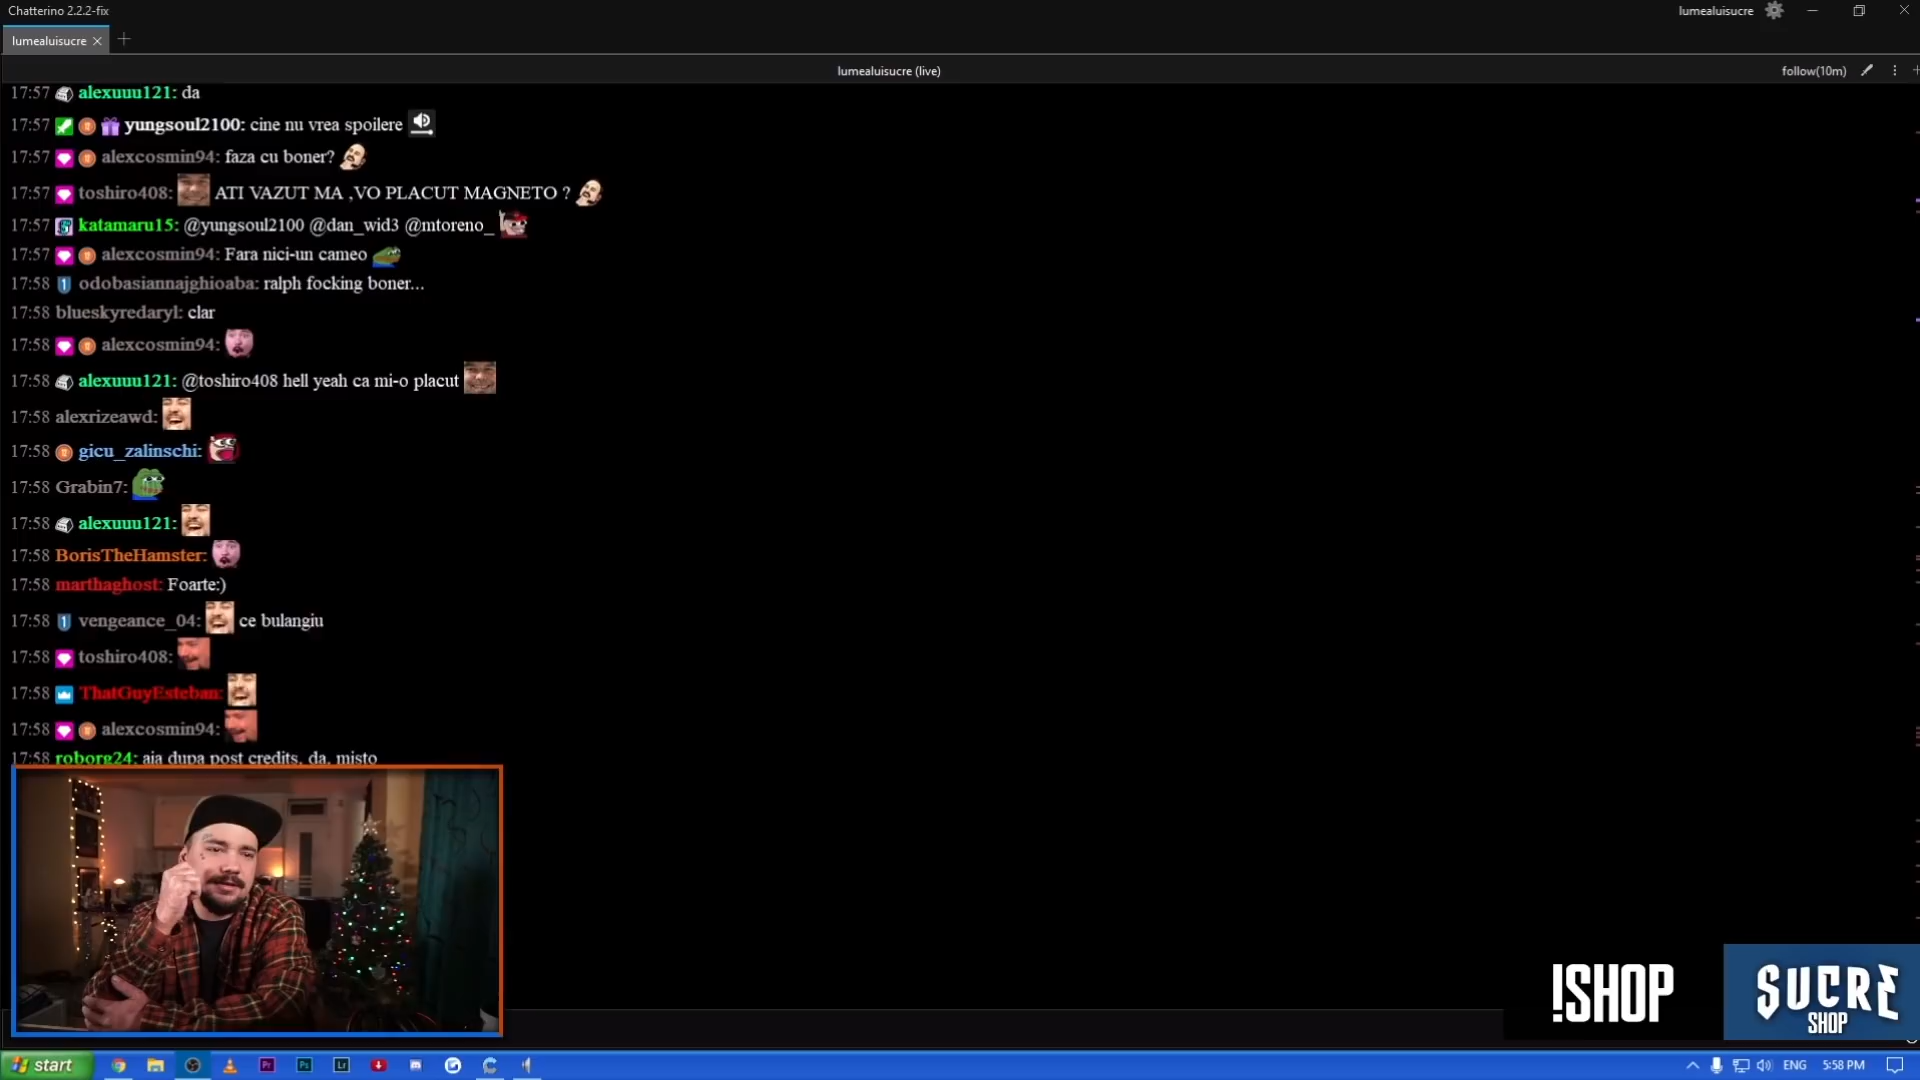 Chatterino 2.2.2-fix
lumealuisucre
lumealuisucre
lumealuisucre (live)
follow(10m)
17:57 alexuuu121: da
17:57 yungsoul2100: cine nu vrea spoilere
17:57 alexcosmin94: faza cu boner?
17:57 toshiro408: ATI VAZUT MA ,VO PLACUT MAGNETO ?
17:57 katamaru15: @yungsoul2100 @dan_wid3 @mtoreno_
17:57 alexcosmin94: Fara nici-un cameo
17:58 1 odobasiannajghioaba: ralph focking boner...
17:58 blueskyredaryl: clar
17:58 alexcosmin94:
17:58 alexuuu121: @toshiro408 hell yeah ca mi-o placut
17:58 alexrizeawd:
17:58 gicu_zalinschi:
17:58 Grabin7:
17:58 alexuuu121:
17:58 BorisTheHamster:
17:58 marthaghost: Foarte:)
17:58 1 vengeance_04: ce bulangiu
17:58 toshiro408:
17:58 ThatGuyEsteban:
17:58 alexcosmin94:
17:58 roborg24: aia dupa post credits, da, misto
!SHOP
SUCRE
SHOP
start
Pr
Ps
Lr
ENG
5:58 PM